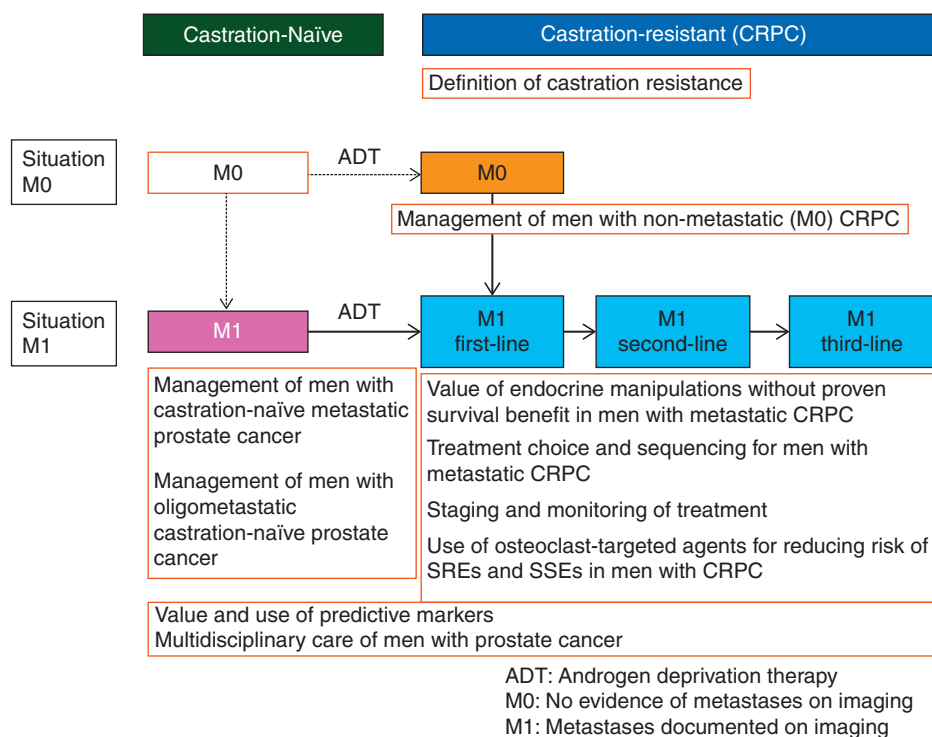 Castration-Naïve
Castration-resistant (CRPC)
Definition of castration resistance
Situation
M0
M0
ADT
M0
Management of men with non-metastatic (M0) CRPC
Situation
M1
M1
ADT
M1
first-line
M1
second-line
M1
third-line
Management of men with
castration-naïve metastatic
prostate cancer
Management of men with
oligometastatic
castration-naïve prostate
cancer
Value of endocrine manipulations without proven
survival benefit in men with metastatic CRPC
Treatment choice and sequencing for men with
metastatic CRPC
Staging and monitoring of treatment
Use of osteoclast-targeted agents for reducing risk of
SREs and SSEs in men with CRPC
Value and use of predictive markers
Multidisciplinary care of men with prostate cancer
ADT: Androgen deprivation therapy
M0: No evidence of metastases on imaging
M1: Metastases documented on imaging